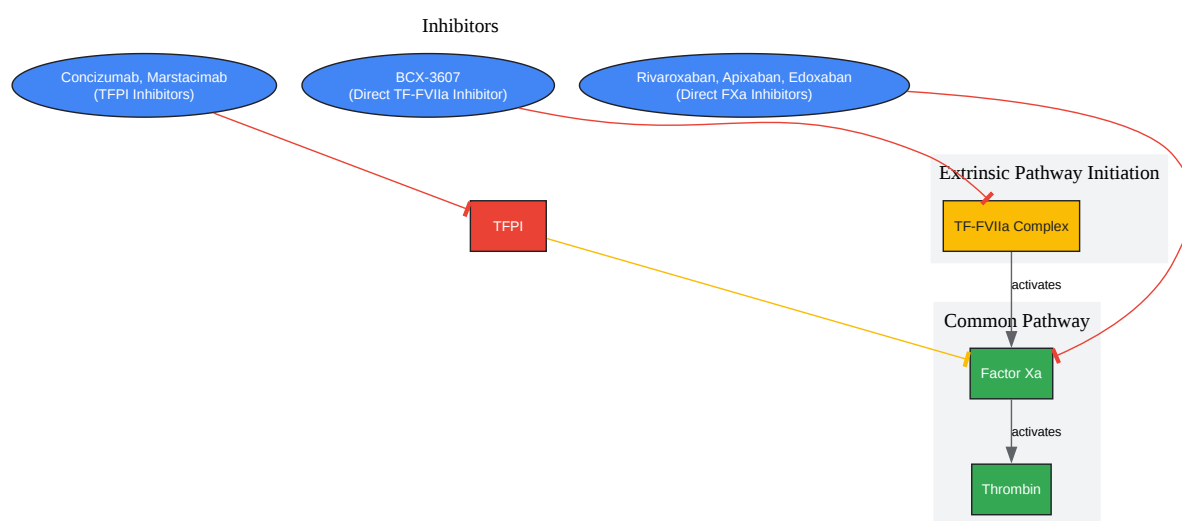 Inhibitors
Concizumab, Marstacimab
(TFPI Inhibitors)
BCX-3607
(Direct TF-FVIIa Inhibitor)
Rivaroxaban, Apixaban, Edoxaban
(Direct FXa Inhibitors)
Extrinsic Pathway Initiation
TFPI
TF-FVIIa Complex
activates
Common Pathway
Factor Xa
activates
Thrombin